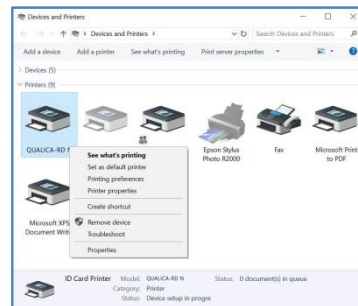 Devices and Printers
Devices and Printers
Search Devices and Printers
Add a device Add a printer See what's printing Print server properties
Devices (5)
Printers (9)
QUALICA-RD N
Epson Stylus Photo R2000
Fax
Microsoft Print to PDF
See what's printing
Set as default printer
Printing preferences
Printer properties
Create shortcut
Remove device
Troubleshoot
Properties
Microsoft XPS Document Writ
ID Card Printer Model: QUALICA-RD N Status: 0 document(s) in queue
Category: Printer
Status: Device setup in progre